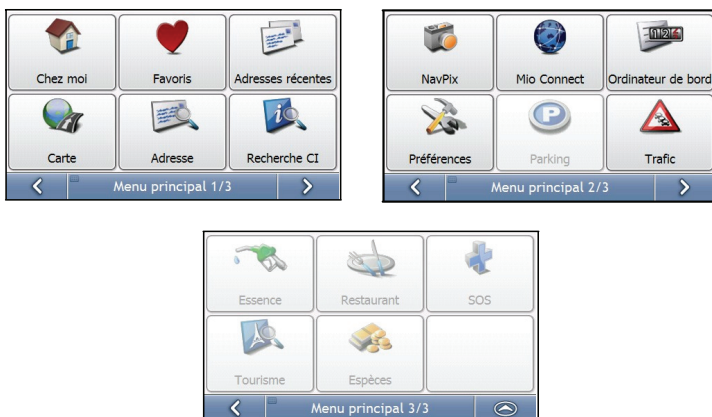 Chez moi Favoris Adresses récentes
Carte Adresse Recherche CI
Menu principal 1/3
NavPix Mio Connect Ordinateur de bord
Préférences Parking Trafic
Menu principal 2/3
Essence Restaurant SOS
Tourisme Espèces
Menu principal 3/3